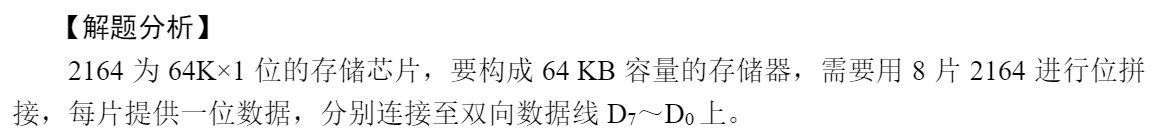 【解题分析】
2164 为 64K×1 位的存储芯片，要构成 64 KB 容量的存储器，需要用 8 片 2164 进行位拼
接，每片提供一位数据，分别连接至双向数据线 D₇～D₀ 上。